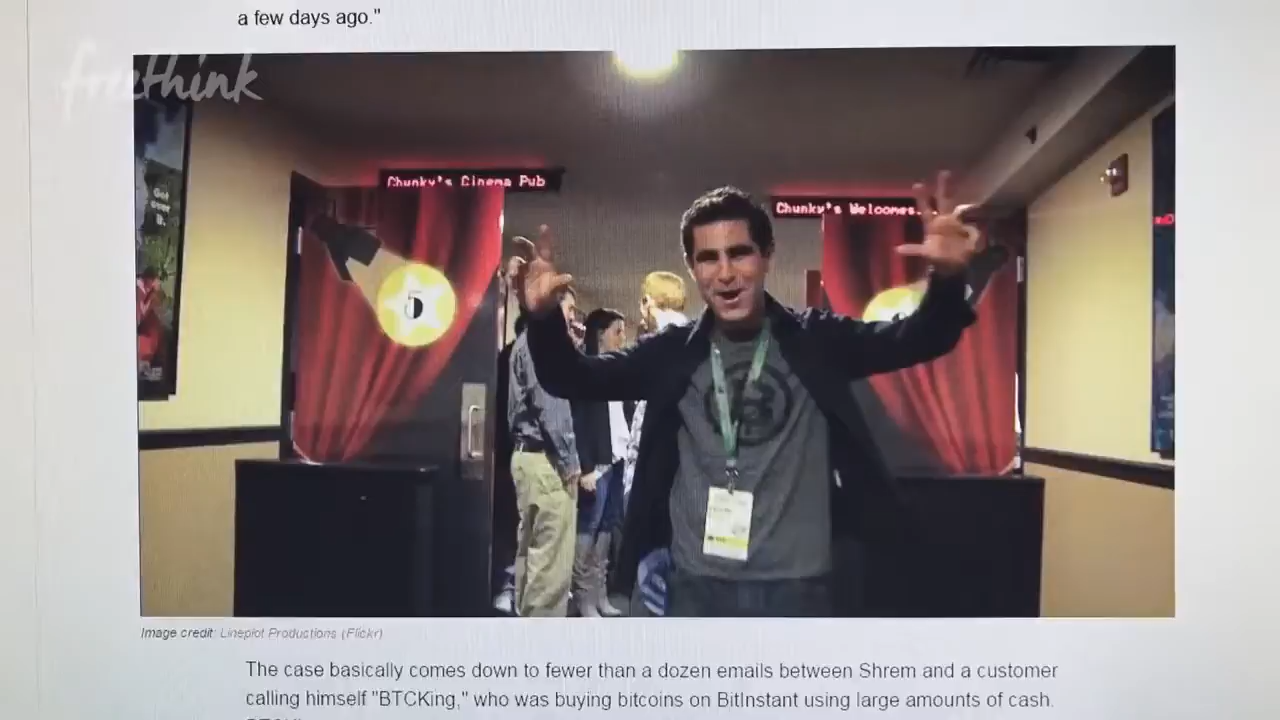 a few days ago."
freethink
Chunky's Cinema Pub
Chunky's Welcomes.
Got
5
Image credit: Lineplot Productions (Flickr)
The case basically comes down to fewer than a dozen emails between Shrem and a customer
calling himself "BTCKing," who was buying bitcoins on BitInstant using large amounts of cash.